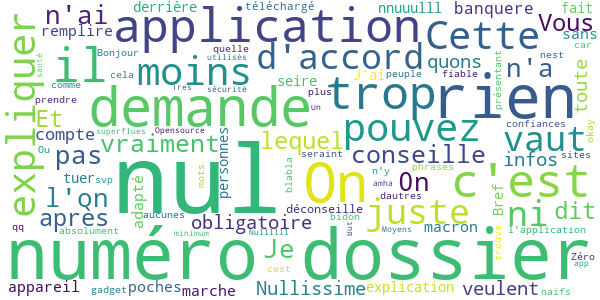 n'ai derrière téléchargé nnuuulll banquere fait
remplire application Cette Vous sans
quelle Bonjour il d'accord quons n'a car
expliquer cela utilisés moins J'ai peuple nest fiable toute
santé comme Très sécurité seire trop rien présentant
prendre demande plus Un okay
Et compte vraiment lequel pouvez vaut confiances
Ou superflues Opensource pas personnes conseille infos sites
tuer svp mots nul blabla On n'y phrases c'est
l'on adapté seraint amha dautres On juste ni dit
après aucunes déconseille bidon Bref
qq obligatoire Je macron Moyens l'application
absolument numéro cest dossier trouve Zéro
appareil minimum explication app
gadget poches marche Nullissime veulent naifs
Nulllll